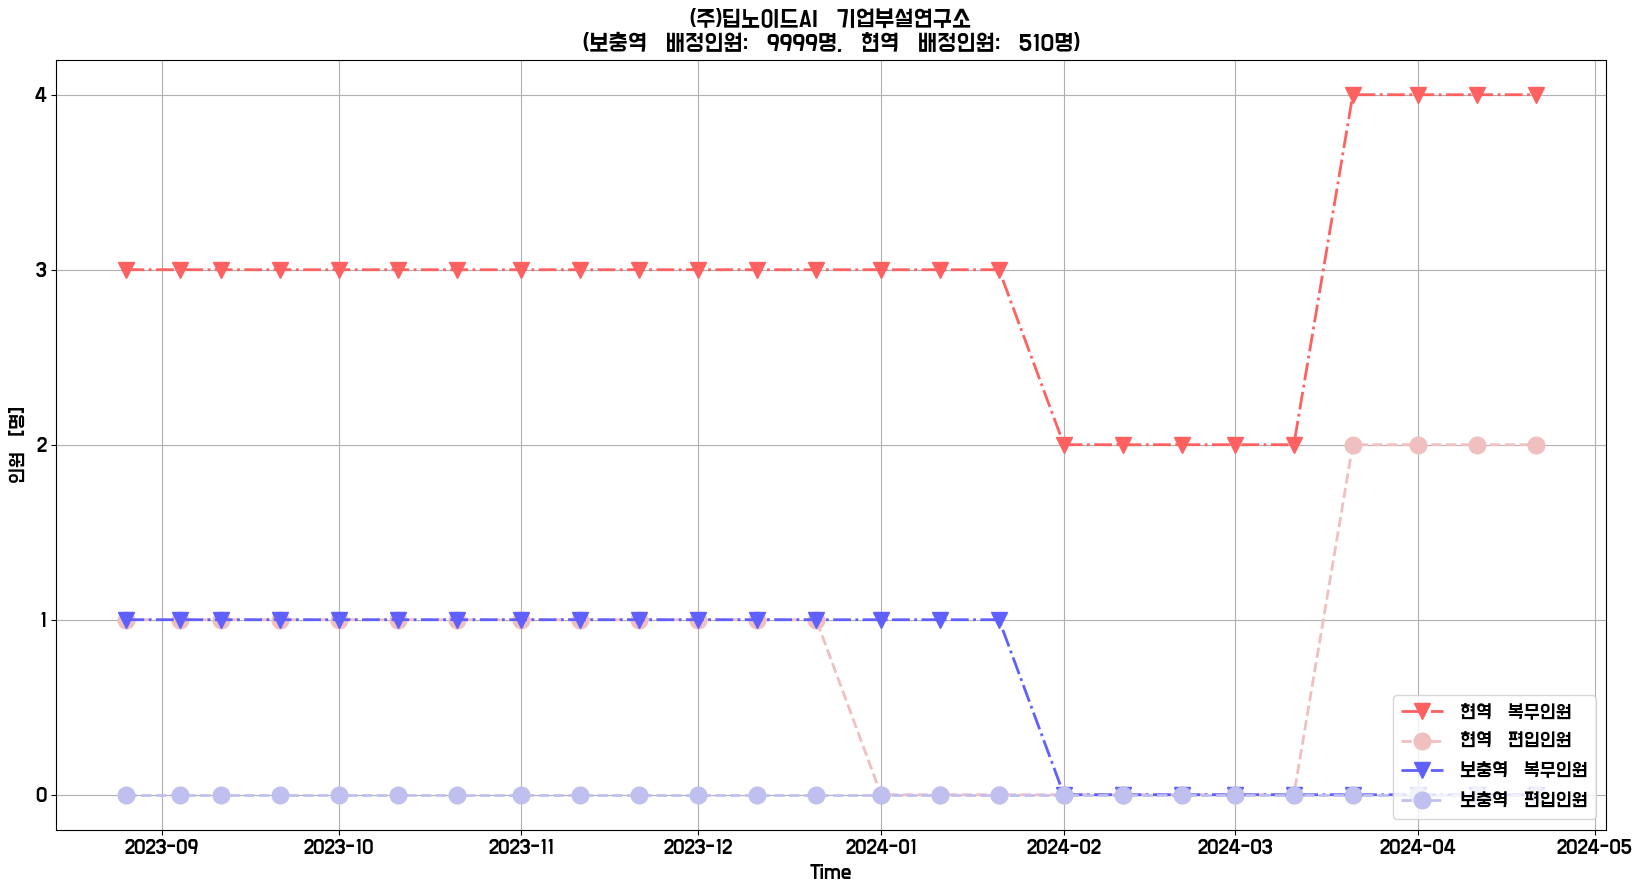 (주)딥노이드AI 기업부설연구소
(보충역 배정인원: 9999명, 현역 배정인원: 510명)
4
3
2
1
0
인원 [명]
현역 복무인원
현역 편입인원
보충역 복무인원
보충역 편입인원
2023-09 2023-10 2023-11 2023-12 2024-01 2024-02 2024-03 2024-04 2024-05
Time